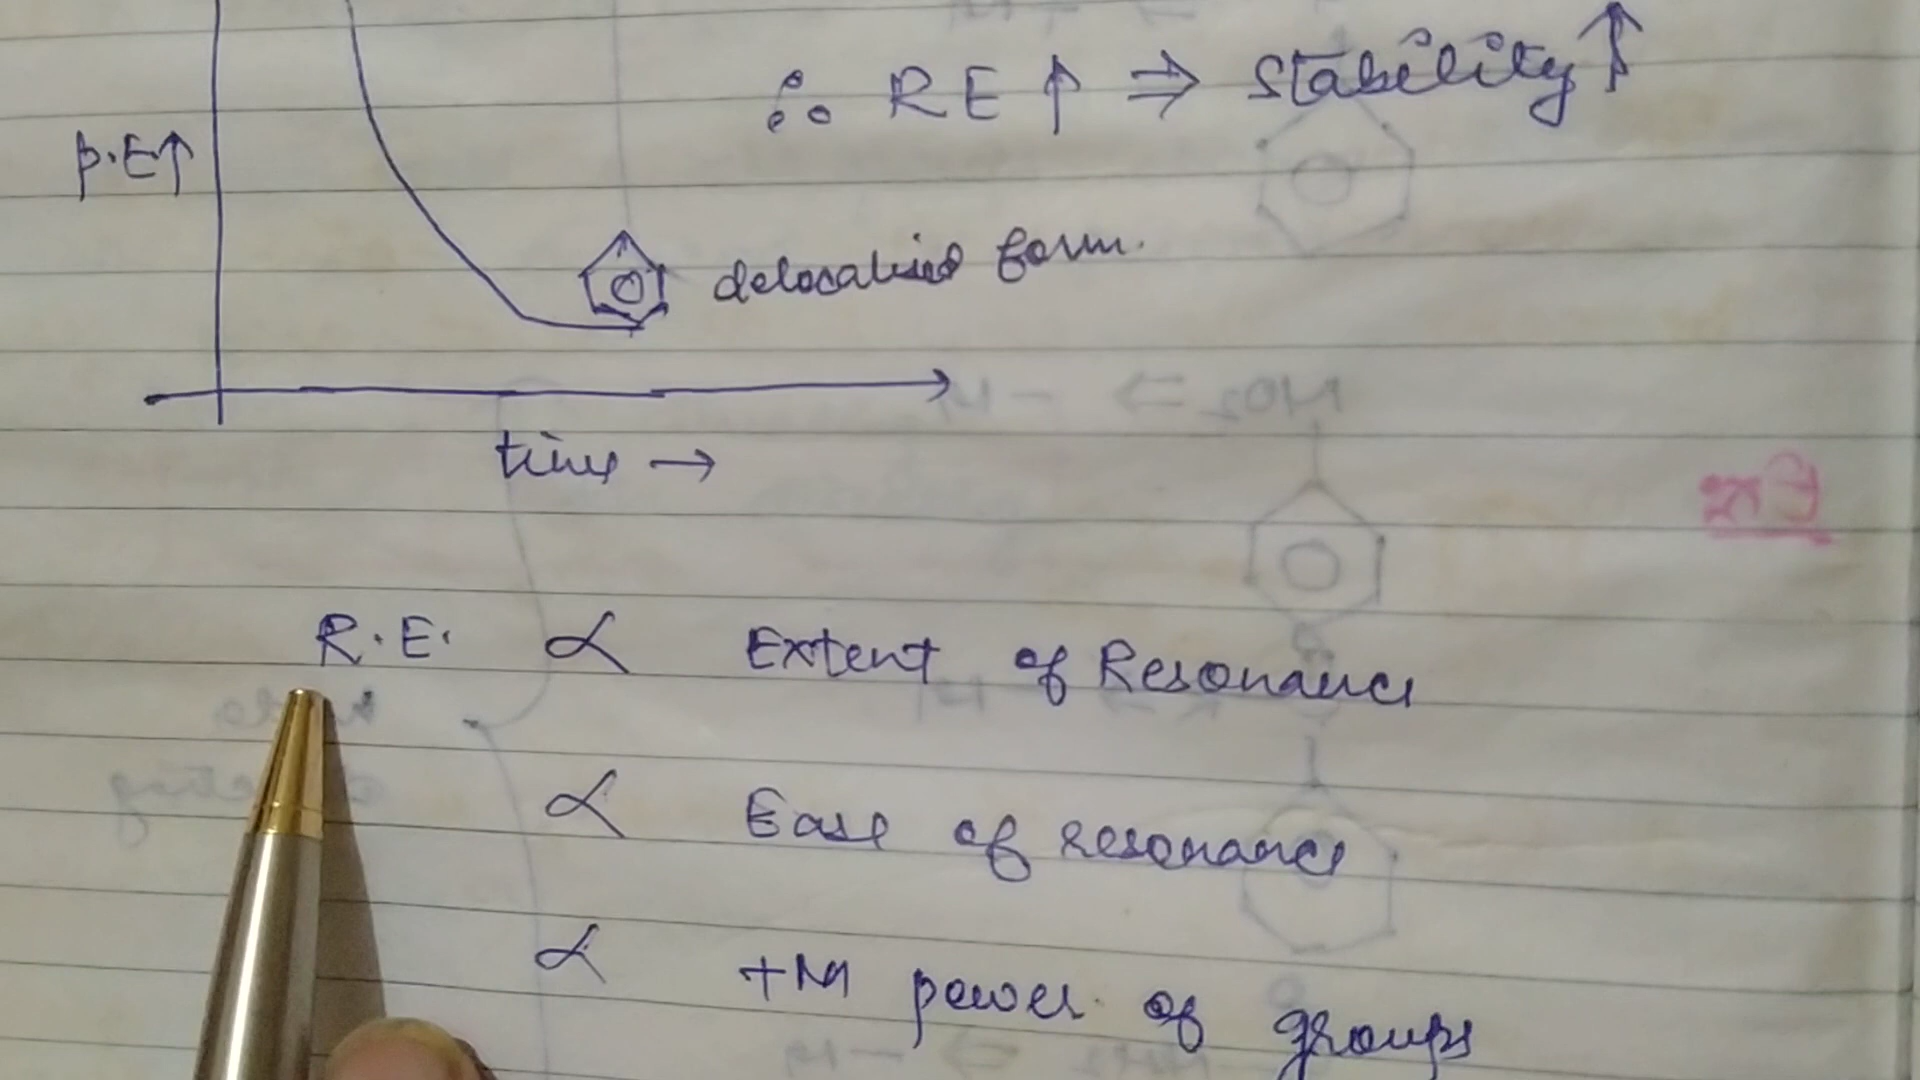 ∴ RE ↑ ⇒ Stability ↑
P.E↑
delocalised form.
time →
R.E. ∝ Extent of Resonance
∝ Ease of resonance
∝ +M power of groups